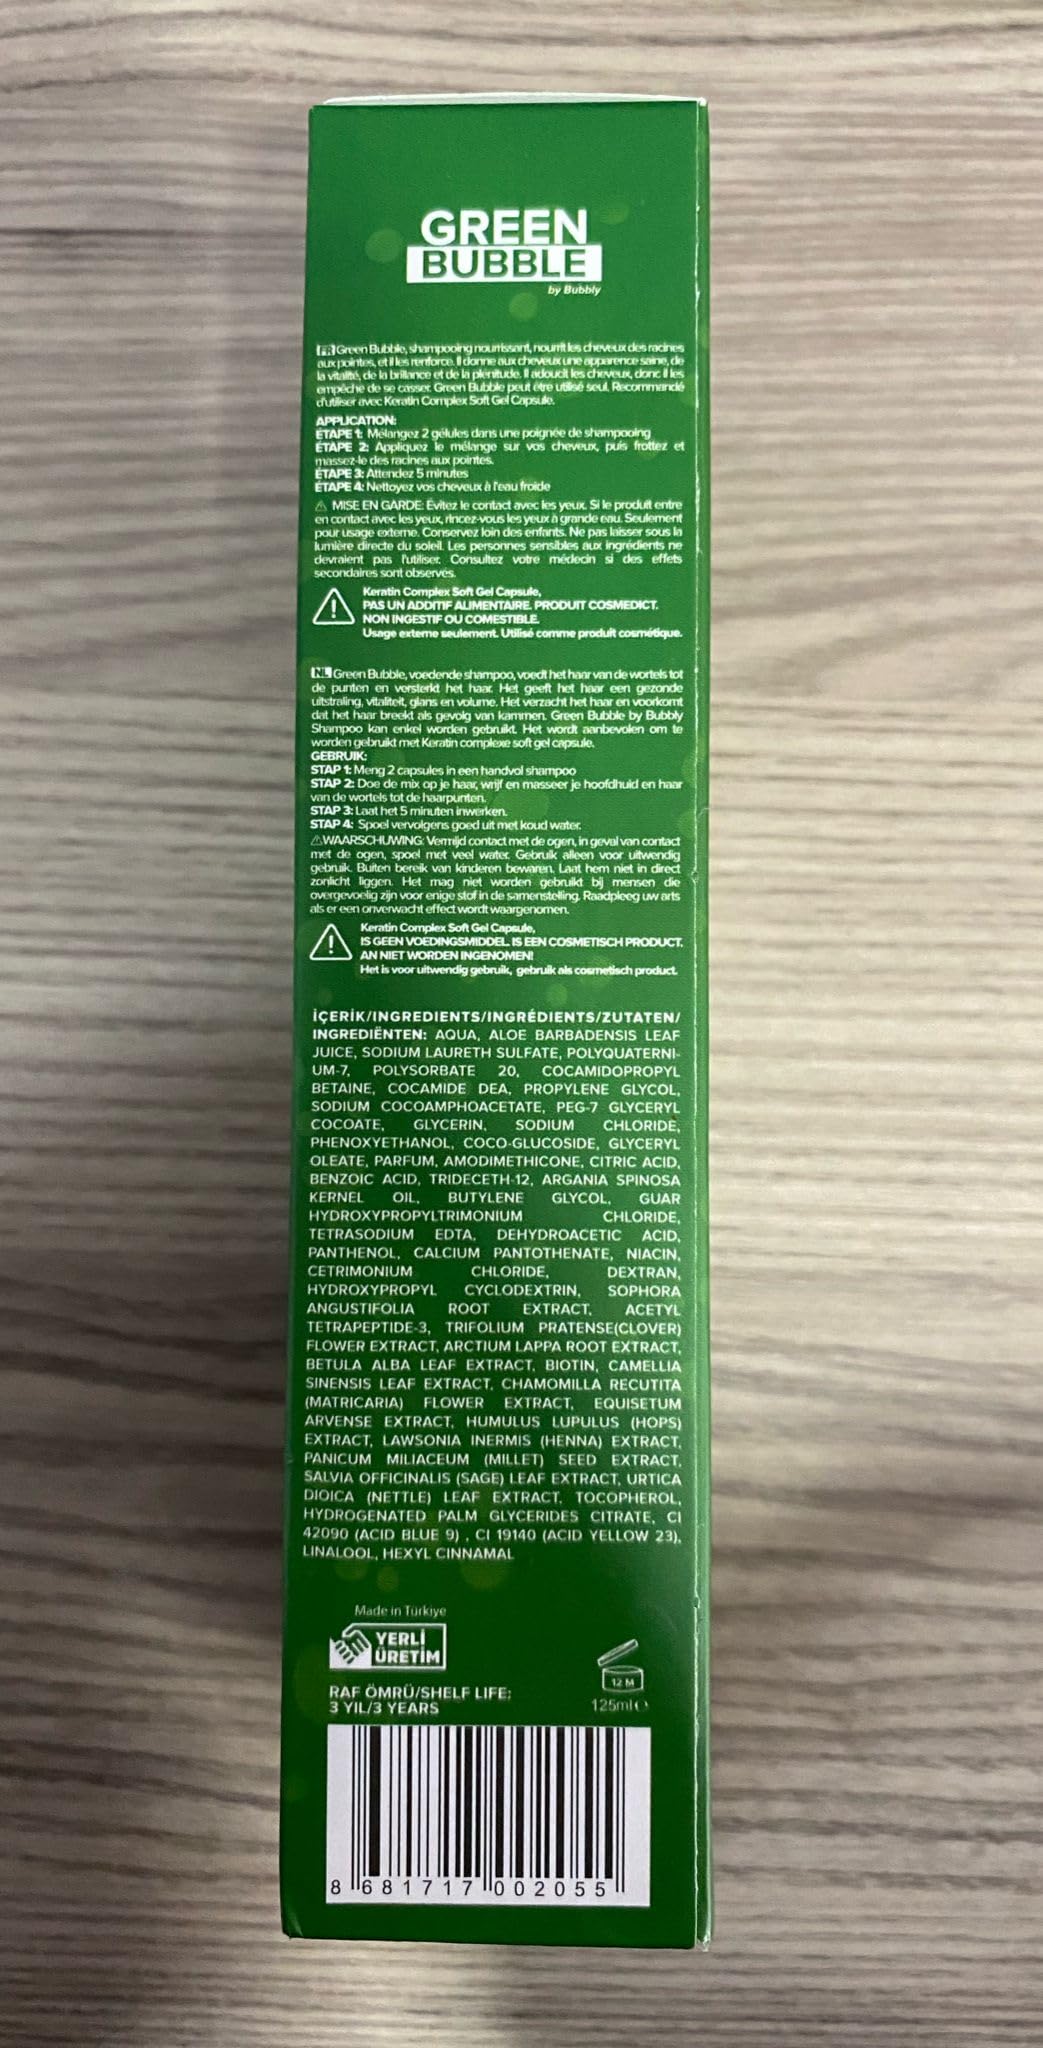 GREEN
BUBBLE
by Bubbly
FR Green Bubble, shampooing nourrissant, nourrit les cheveux des racines
aux pointes, et il les renforce. Il donne aux cheveux une apparence saine, de
la vitalité, de la brillance et de la plénitude. Il adoucit les cheveux, donc il les
empêche de se casser. Green Bubble peut être utilisé seul. Recommandé
d'utiliser avec Keratin Complex Soft Gel Capsule.
APPLICATION:
ÉTAPE 1: Mélangez 2 gélules dans une poignée de shampooing
ÉTAPE 2: Appliquez le mélange sur vos cheveux, puis frottez et
massez-le des racines aux pointes.
ÉTAPE 3: Attendez 5 minutes
ÉTAPE 4: Nettoyez vos cheveux à l'eau froide
⚠ MISE EN GARDE: Évitez le contact avec les yeux. Si le produit entre
en contact avec les yeux, rincez-vous les yeux à grande eau. Seulement
pour usage externe. Conservez loin des enfants. Ne pas laisser sous la
lumière directe du soleil. Les personnes sensibles aux ingrédients ne
devraient pas l'utiliser. Consultez votre médecin si des effets
secondaires sont observés.
Keratin Complex Soft Gel Capsule,
PAS UN ADDITIF ALIMENTAIRE. PRODUIT COSMEDICT.
NON INGESTIF OU COMESTIBLE.
Usage externe seulement. Utilisé comme produit cosmétique.
NL Green Bubble, voedende shampoo, voedt het haar van de wortels tot
de punten en versterkt het haar. Het geeft het haar een gezonde
uitstraling, vitaliteit, glans en volume. Het verzacht het haar en voorkomt
dat het haar breekt als gevolg van kammen. Green Bubble by Bubbly
Shampoo kan enkel worden gebruikt. Het wordt aanbevolen om te
worden gebruikt met Keratin complexe soft gel capsule.
GEBRUIK:
STAP 1: Meng 2 capsules in een handvol shampoo
STAP 2: Doe de mix op je haar, wrijf en masseer je hoofdhuid en haar
van de wortels tot de haarpunten.
STAP 3: Laat het 5 minuten inwerken.
STAP 4: Spoel vervolgens goed uit met koud water.
⚠WAARSCHUWING: Vermijd contact met de ogen, in geval van contact
met de ogen, spoel met veel water. Gebruik alleen voor uitwendig
gebruik. Buiten bereik van kinderen bewaren. Laat hem niet in direct
zonlicht liggen. Het mag niet worden gebruikt bij mensen die
overgevoelig zijn voor enige stof in de samenstelling. Raadpleeg uw arts
als er een onverwacht effect wordt waargenomen.
Keratin Complex Soft Gel Capsule,
IS GEEN VOEDINGSMIDDEL IS EEN COSMETISCH PRODUCT.
AN NIET WORDEN INGENOMEN!
Het is voor uitwendig gebruik, gebruik als cosmetisch product.
İÇERİK/INGREDIENTS/INGRÉDIENTS/ZUTATEN/
INGREDIËNTEN: AQUA, ALOE BARBADENSIS LEAF
JUICE, SODIUM LAURETH SULFATE, POLYQUATERNI-
UM-7, POLYSORBATE 20, COCAMIDOPROPYL
BETAINE, COCAMIDE DEA, PROPYLENE GLYCOL,
SODIUM COCOAMPHOACETATE, PEG-7 GLYCERYL
COCOATE, GLYCERIN, SODIUM CHLORIDE,
PHENOXYETHANOL, COCO-GLUCOSIDE, GLYCERYL
OLEATE, PARFUM, AMODIMETHICONE, CITRIC ACID,
BENZOIC ACID, TRIDECETH-12, ARGANIA SPINOSA
KERNEL OIL, BUTYLENE GLYCOL, GUAR
HYDROXYPROPYLTRIMONIUM CHLORIDE,
TETRASODIUM EDTA, DEHYDROACETIC ACID,
PANTHENOL, CALCIUM PANTOTHENATE, NIACIN,
CETRIMONIUM CHLORIDE, DEXTRAN,
HYDROXYPROPYL CYCLODEXTRIN, SOPHORA
ANGUSTIFOLIA ROOT EXTRACT, ACETYL
TETRAPEPTIDE-3, TRIFOLIUM PRATENSE(CLOVER)
FLOWER EXTRACT, ARCTIUM LAPPA ROOT EXTRACT,
BETULA ALBA LEAF EXTRACT, BIOTIN, CAMELLIA
SINENSIS LEAF EXTRACT, CHAMOMILLA RECUTITA
(MATRICARIA) FLOWER EXTRACT, EQUISETUM
ARVENSE EXTRACT, HUMULUS LUPULUS (HOPS)
EXTRACT, LAWSONIA INERMIS (HENNA) EXTRACT,
PANICUM MILIACEUM (MILLET) SEED EXTRACT,
SALVIA OFFICINALIS (SAGE) LEAF EXTRACT, URTICA
DIOICA (NETTLE) LEAF EXTRACT, TOCOPHEROL,
HYDROGENATED PALM GLYCERIDES CITRATE, CI
42090 (ACID BLUE 9) , CI 19140 (ACID YELLOW 23),
LINALOOL, HEXYL CINNAMAL
Made in Türkiye
YERLİ
ÜRETİM
12 M
RAF ÖMRÜ/SHELF LIFE:
3 YIL/3 YEARS
125ml ℮
8 681717 002055